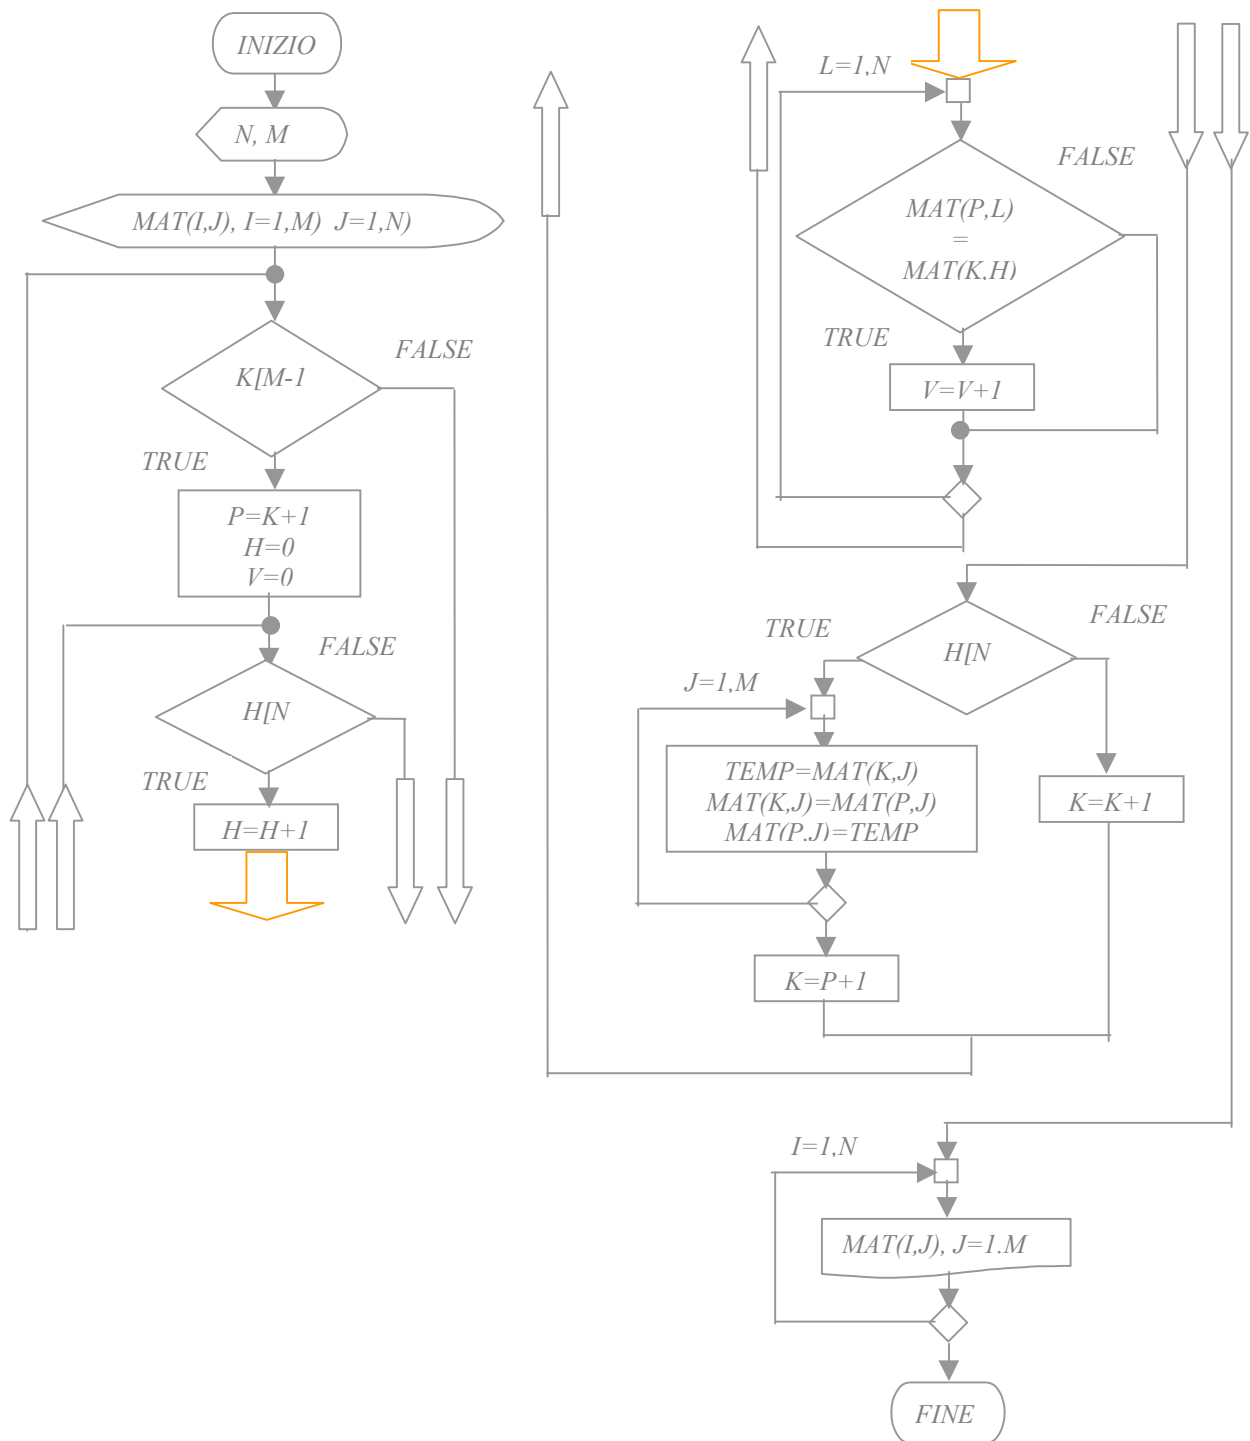 INIZIO
N, M
MAT(I,J), I=1,M) J=1,N)
K[M-1
FALSE
TRUE
P=K+1
H=0
V=0
FALSE
H[N
TRUE
H=H+1
L=1,N
FALSE
MAT(P,L)
=
MAT(K,H)
TRUE
V=V+1
TRUE
FALSE
H[N
J=1,M
TEMP=MAT(K,J)
MAT(K,J)=MAT(P,J)
MAT(P,J)=TEMP
K=K+1
K=P+1
I=1,N
MAT(I,J), J=1.M
FINE